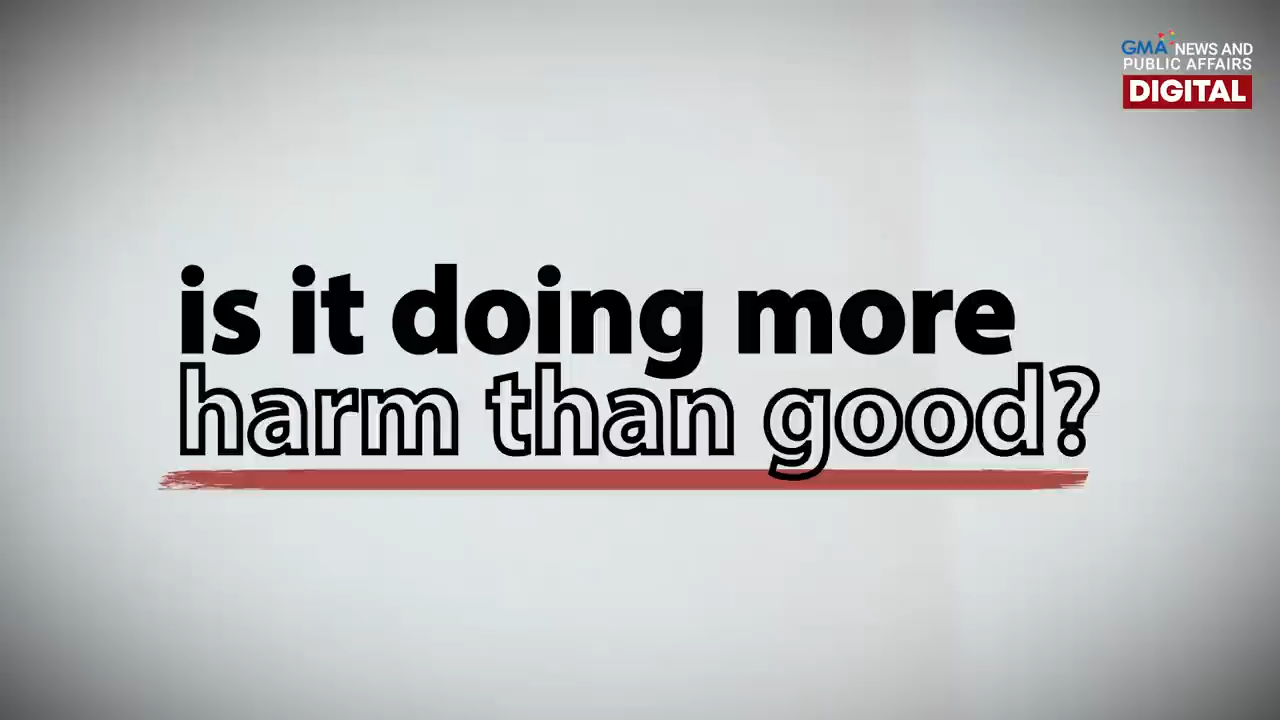 GMA NEWS AND
PUBLIC AFFAIRS
DIGITAL
is it doing more
harm than good?